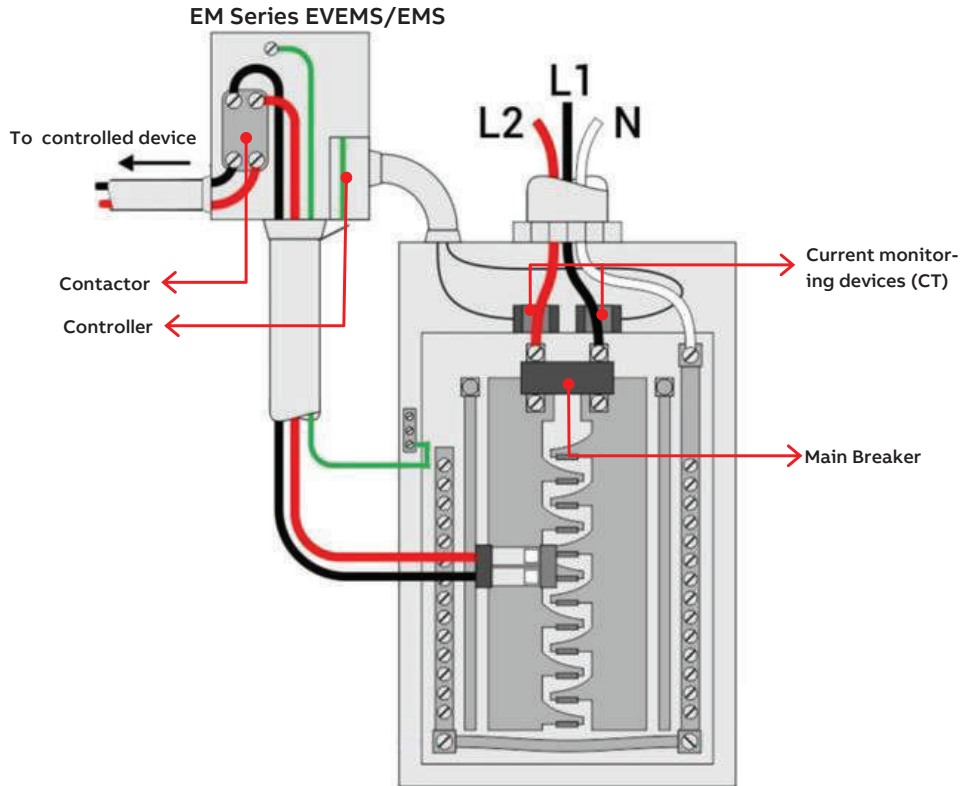 EM Series EVEMS/EMS
L1
L2
N
To controlled device
Contactor
Controller
Current monitor-
ing devices (CT)
Main Breaker